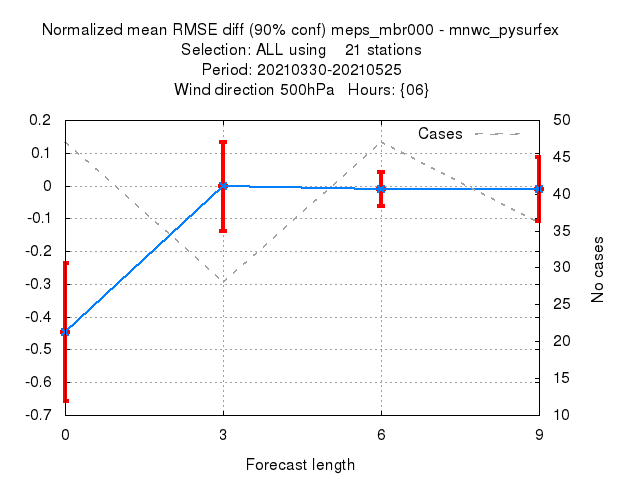 Normalized mean RMSE diff (90% conf) meps_mbr000 - mnwc_pysurfex
Selection: ALL using 21 stations
Period: 20210330-20210525
Wind direction 500hPa Hours: {06}
Cases
0.2
0.1
0
-0.1
-0.2
-0.3
-0.4
-0.5
-0.6
-0.7
50
45
40
35
30
25
20
15
10
No cases
0 3 6 9
Forecast length